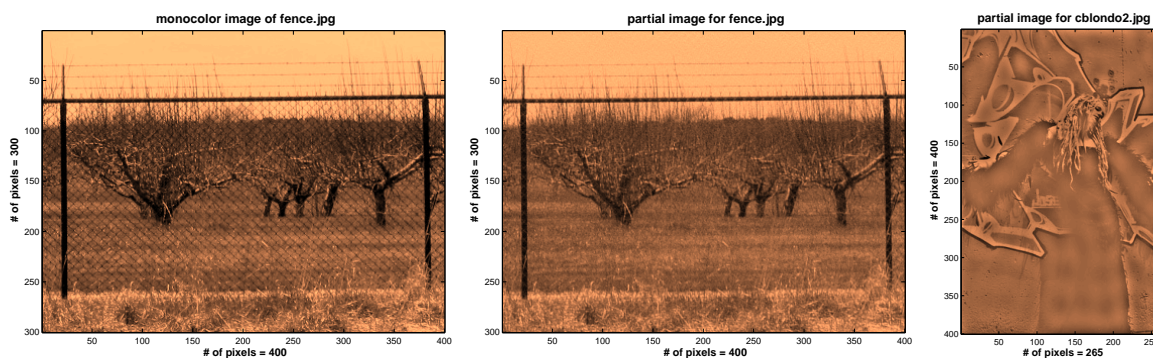 monocolor image of fence.jpg
50
100
150
200
250
300
50 100 150 200 250 300 350 400
# of pixels = 300
# of pixels = 400
partial image for fence.jpg
50
100
150
200
250
300
50 100 150 200 250 300 350 400
# of pixels = 300
# of pixels = 400
partial image for cblondo2.jpg
50
100
150
200
250
300
350
400
50 100 150 200
# of pixels = 400
# of pixels = 265